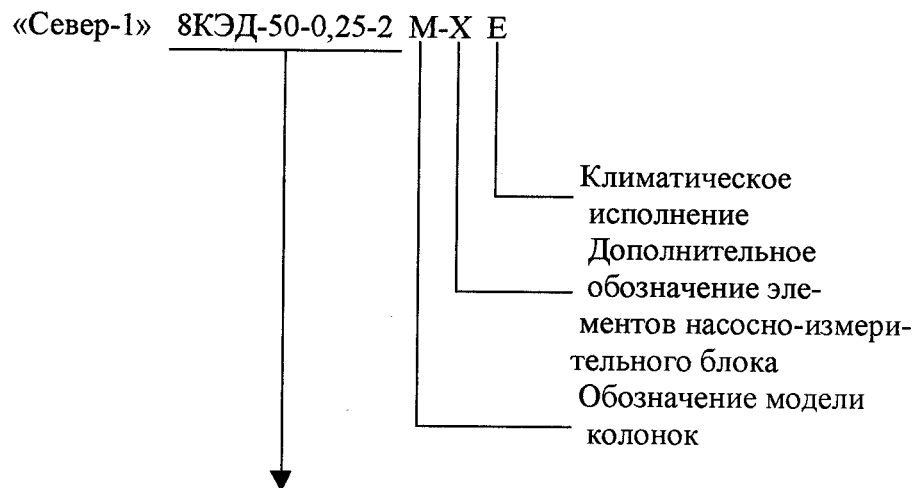 «Север-1» 8КЭД-50-0,25-2 М-Х Е
Климатическое
исполнение
Дополнительное
обозначение эле-
ментов насосно-измери-
тельного блока
Обозначение модели
колонок